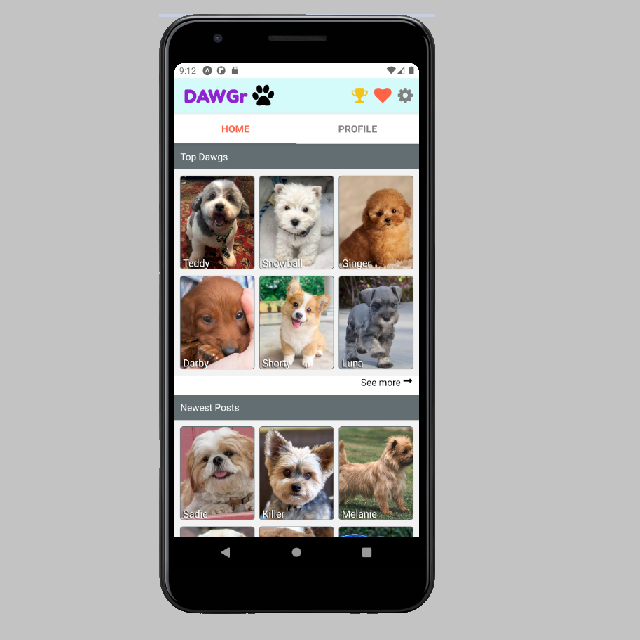 9:12
DAWGr
HOME PROFILE
Top Dawgs
Teddy Snowball Ginger
Darby Shorty Luna
See more
Newest Posts
Sadie Killer Melanie